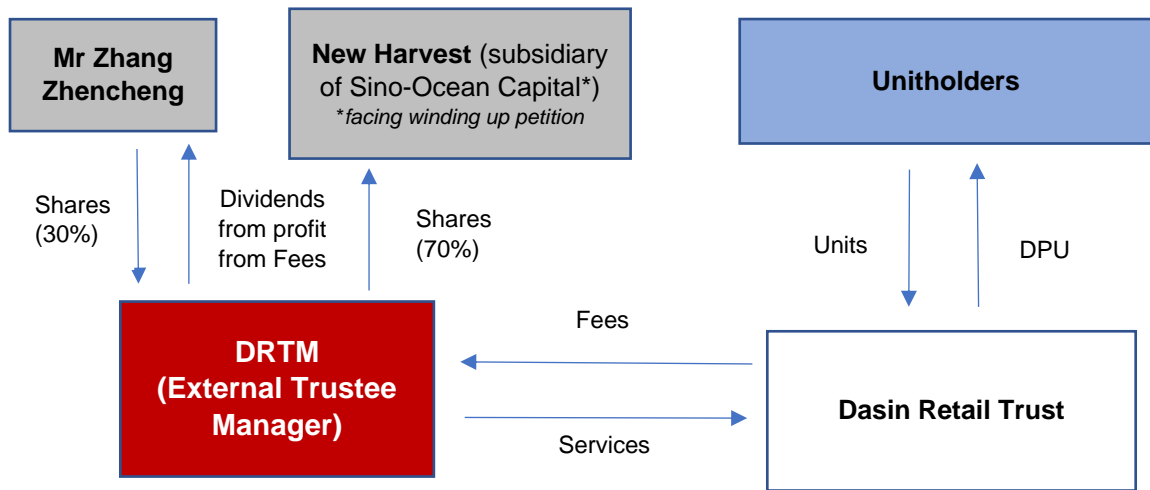 Mr Zhang
Zhencheng
New Harvest (subsidiary
of Sino-Ocean Capital*)
*facing winding up petition
Unitholders
Shares
(30%)
Dividends
from profit
from Fees
Shares
(70%)
Units
DPU
DRTM
(External Trustee
Manager)
Fees
Services
Dasin Retail Trust